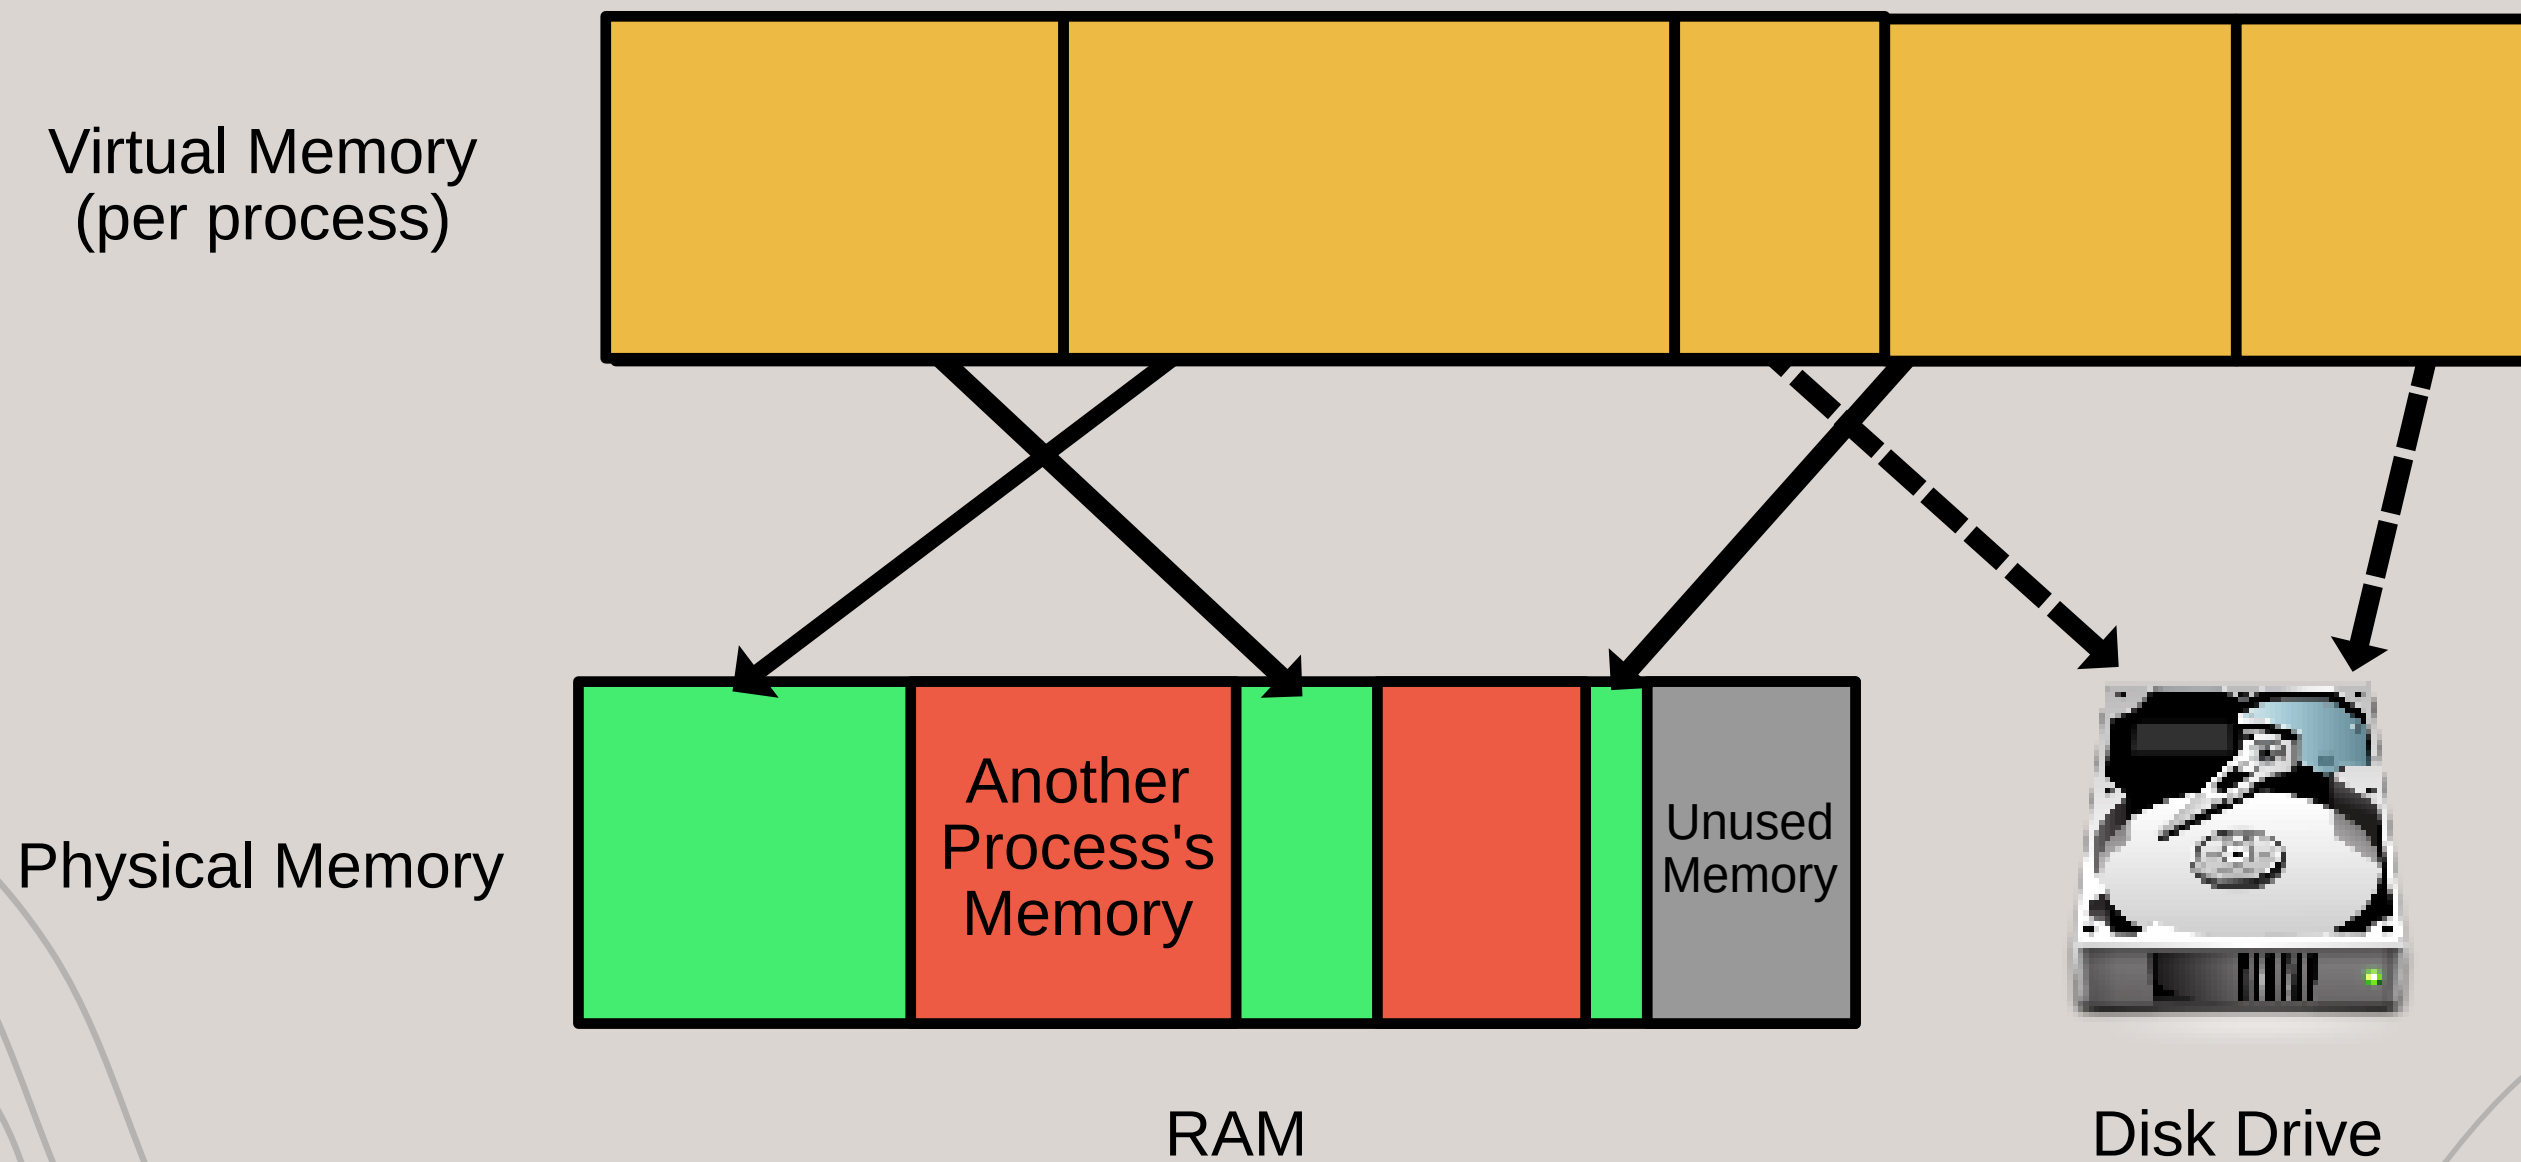 Virtual Memory
(per process)
Another
Process's
Memory
Unused
Memory
Physical Memory
RAM
Disk Drive